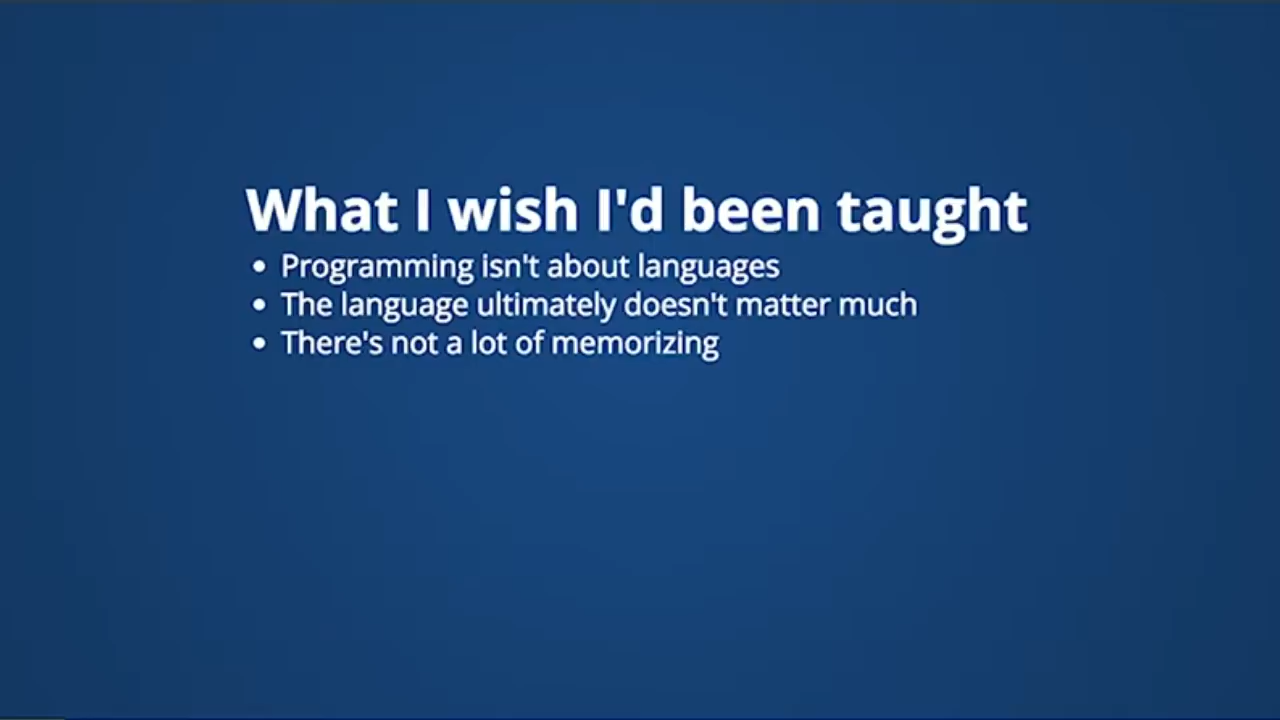 What I wish I'd been taught
• Programming isn't about languages
• The language ultimately doesn't matter much
• There's not a lot of memorizing